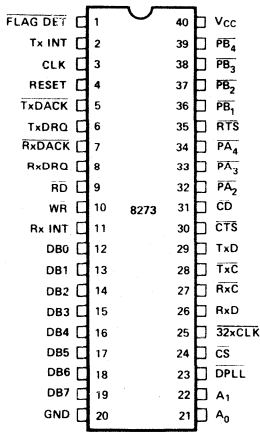 FLAG DET 1 40 VCC
Tx INT 2 39 PB4
CLK 3 38 PB3
RESET 4 37 PB2
TxDACK 5 36 PB1
TxDRQ 6 35 RTS
RxDACK 7 34 PA4
RxDRQ 8 33 PA3
RD 9 32 PA2
WR 10 8273 31 CD
Rx INT 11 30 CTS
DB0 12 29 TxD
DB1 13 28 TxC
DB2 14 27 RxC
DB3 15 26 RxD
DB4 16 25 32xCLK
DB5 17 24 CS
DB6 18 23 DPLL
DB7 19 22 A1
GND 20 21 A0